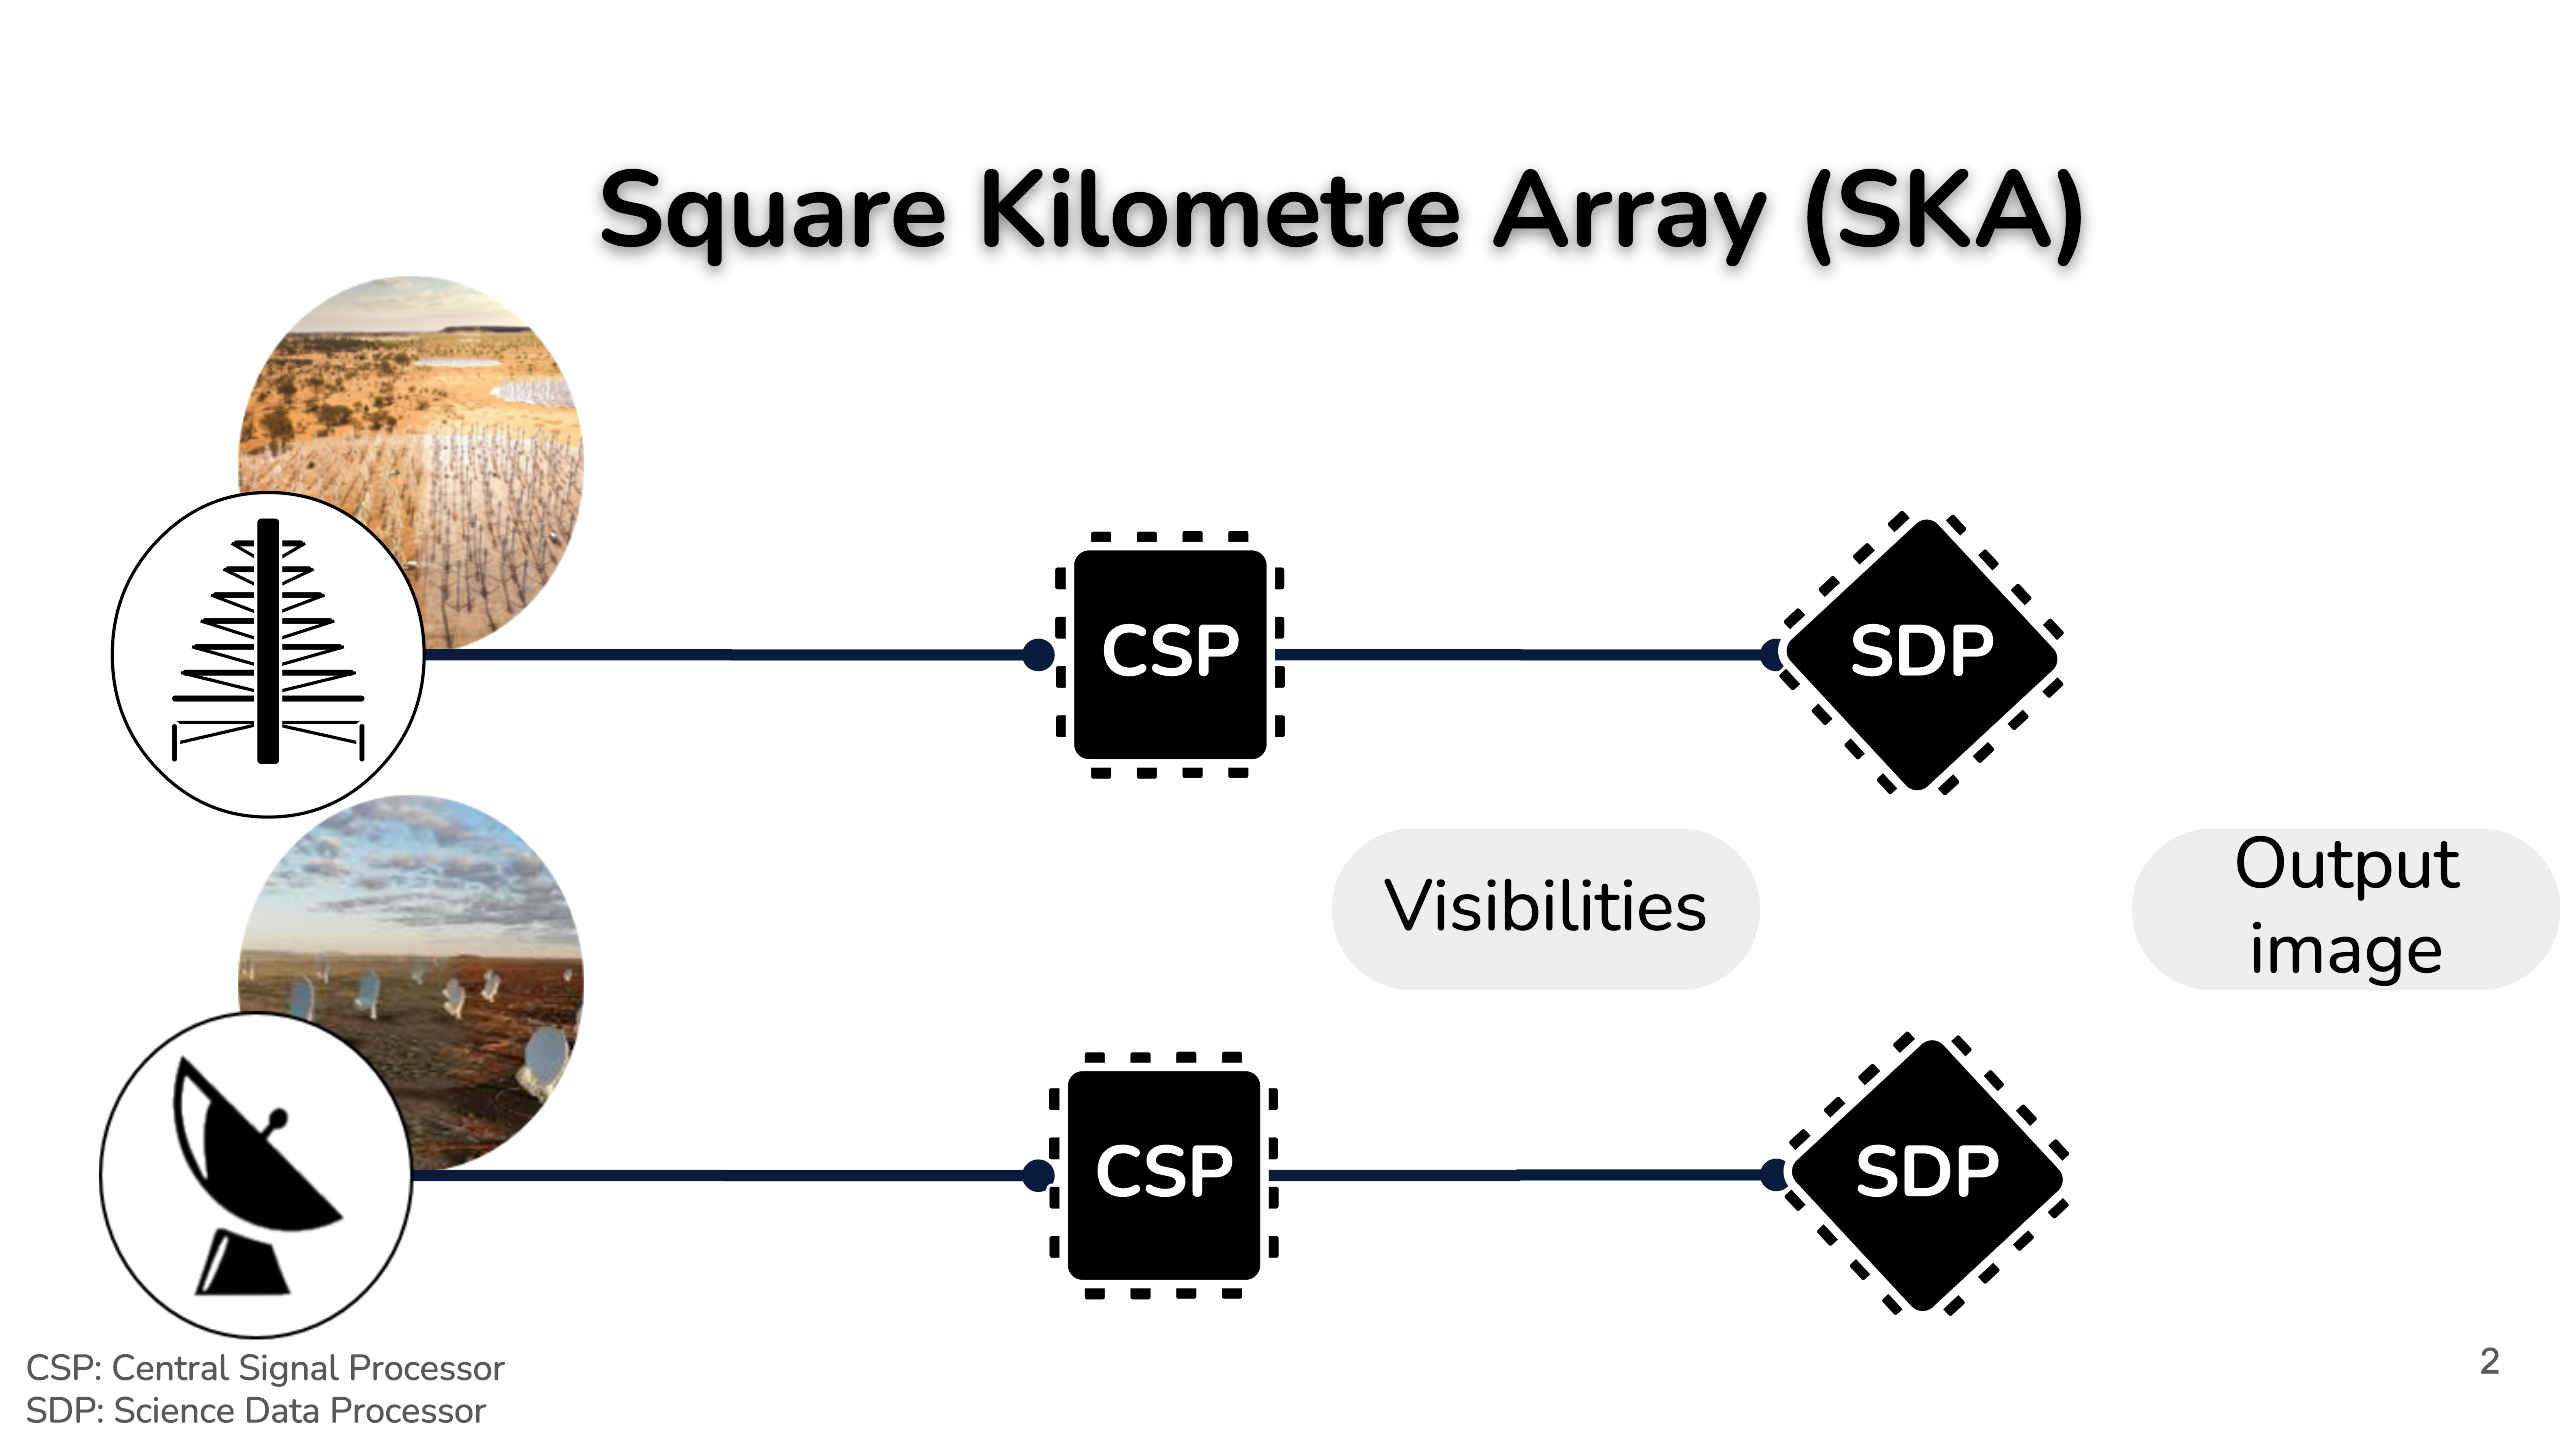 Square Kilometre Array (SKA)
CSP
SDP
Visibilities
Output
image
CSP
SDP
CSP: Central Signal Processor
SDP: Science Data Processor
2